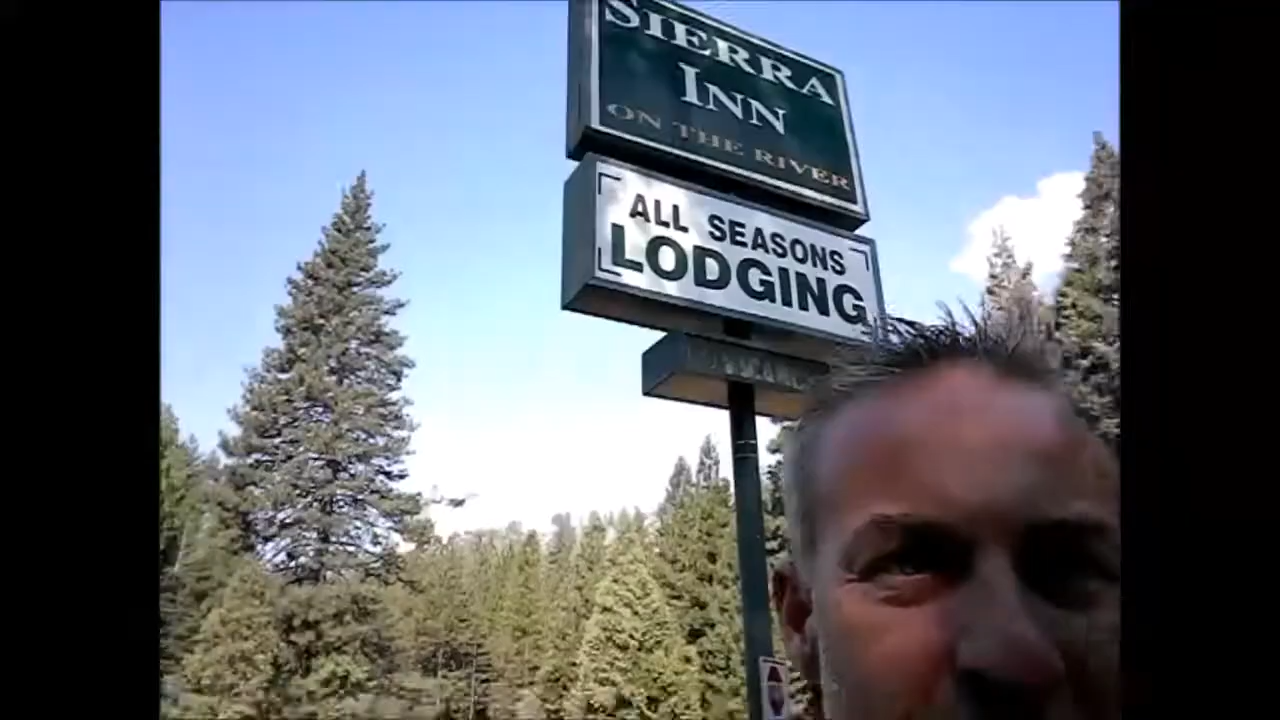 SIERRA
INN
ON THE RIVER
ALL SEASONS
LODGING